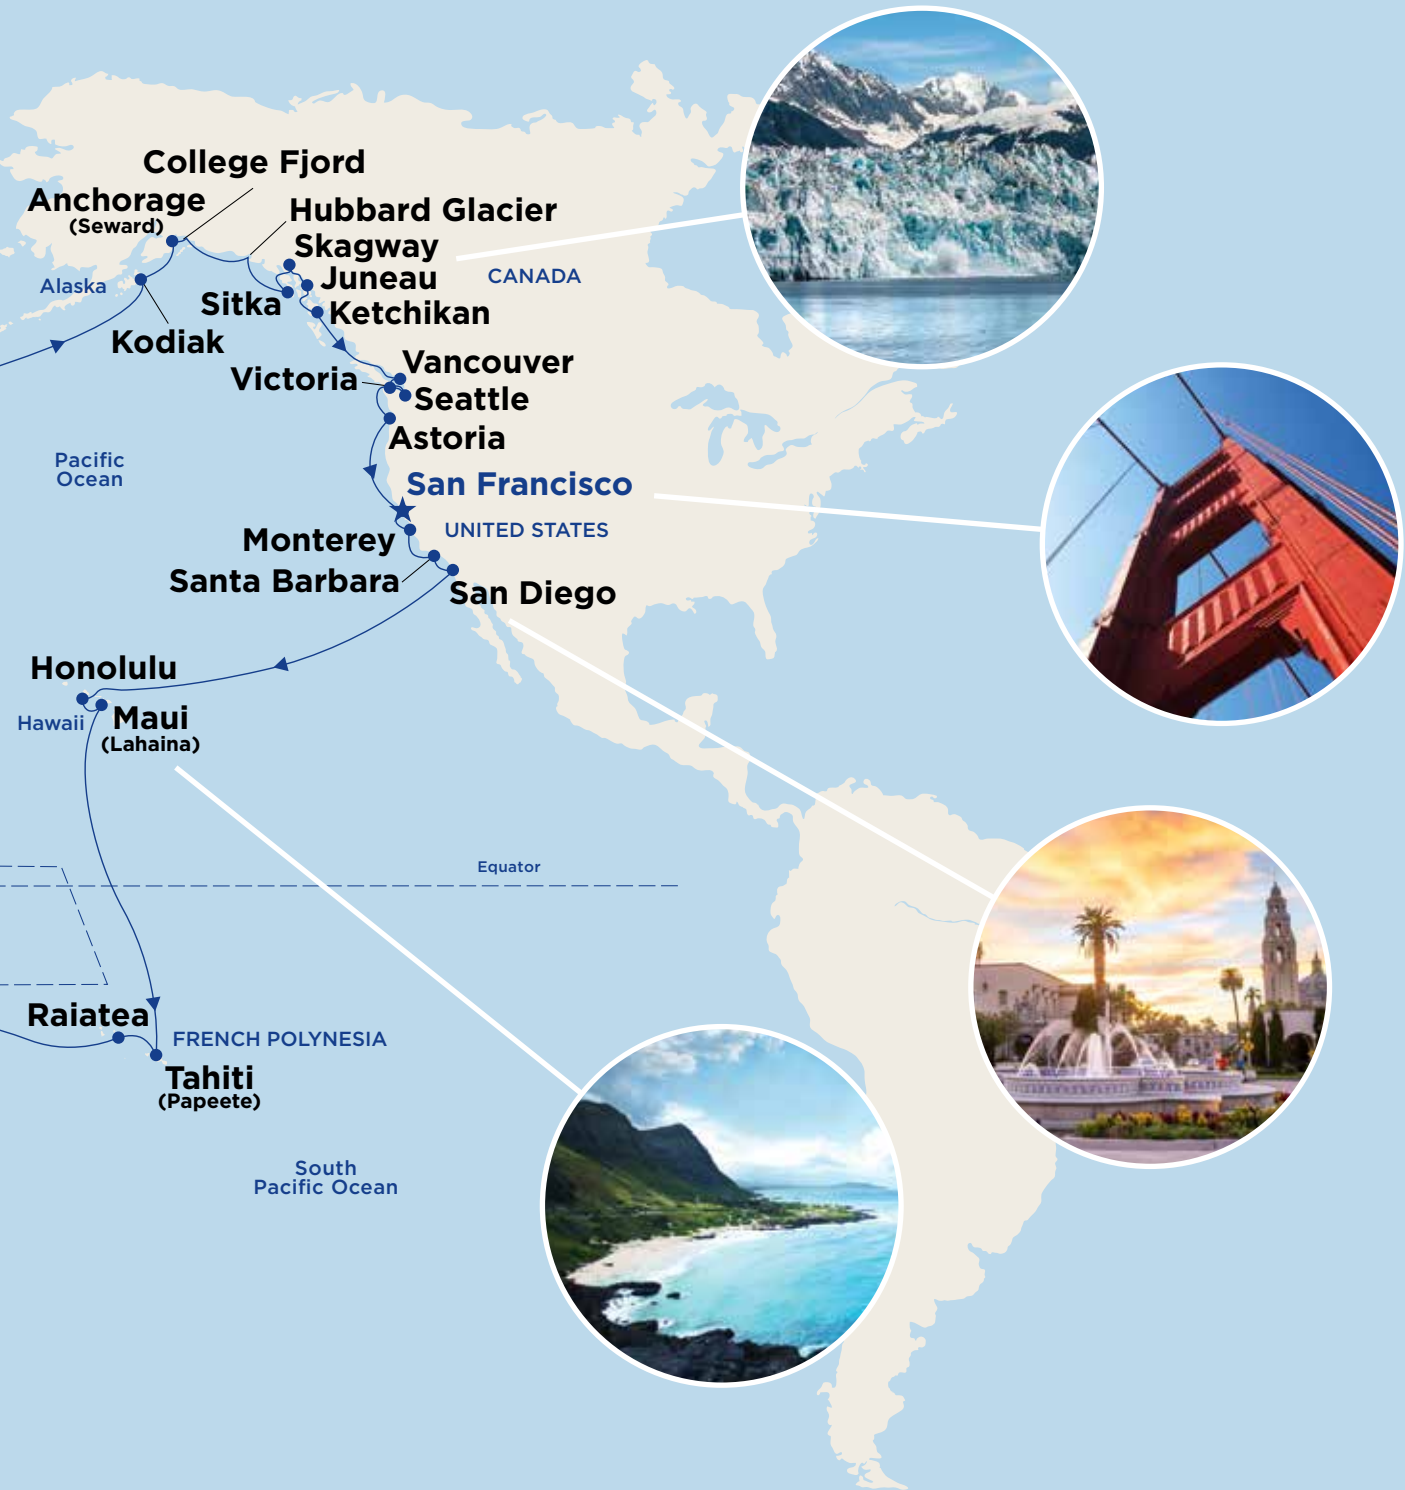 College Fjord
Anchorage
(Seward)
Hubbard Glacier
Skagway
Juneau
CANADA
Alaska
Sitka
Ketchikan
Kodiak
Vancouver
Victoria
Seattle
Astoria
Pacific
Ocean
San Francisco
UNITED STATES
Monterey
Santa Barbara
San Diego
Honolulu
Hawaii
Maui
(Lahaina)
Equator
Raiatea
FRENCH POLYNESIA
Tahiti
(Papeete)
South
Pacific Ocean